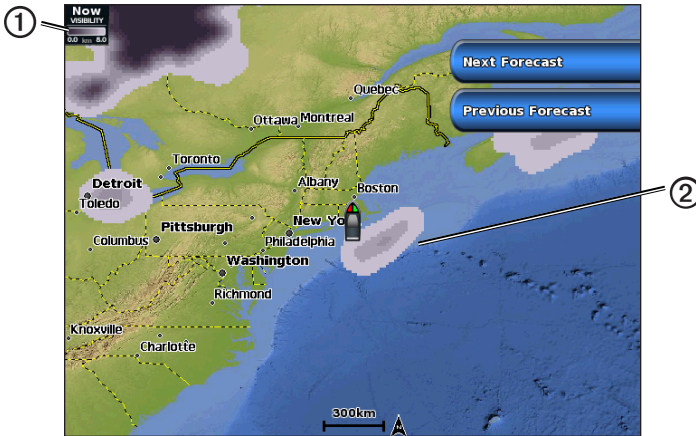 Now
VISIBILITY
0.0 km 8.0
1
Next Forecast
Previous Forecast
Quebec
Ottawa
Montreal
Toronto
Detroit
Toledo
Albany
Boston
2
Columbus
Pittsburgh
New Yo
Philadelphia
Washington
Richmond
Knoxville
Charlotte
300km
N